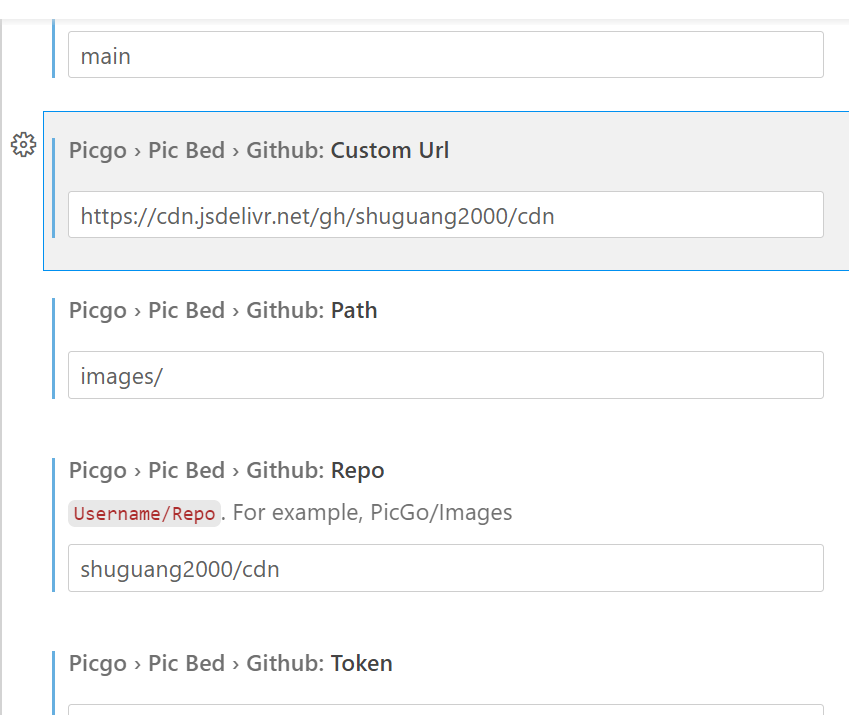 main
Picgo › Pic Bed › Github: Custom Url
https://cdn.jsdelivr.net/gh/shuguang2000/cdn
Picgo › Pic Bed › Github: Path
images/
Picgo › Pic Bed › Github: Repo
Username/Repo. For example, PicGo/Images
shuguang2000/cdn
Picgo › Pic Bed › Github: Token